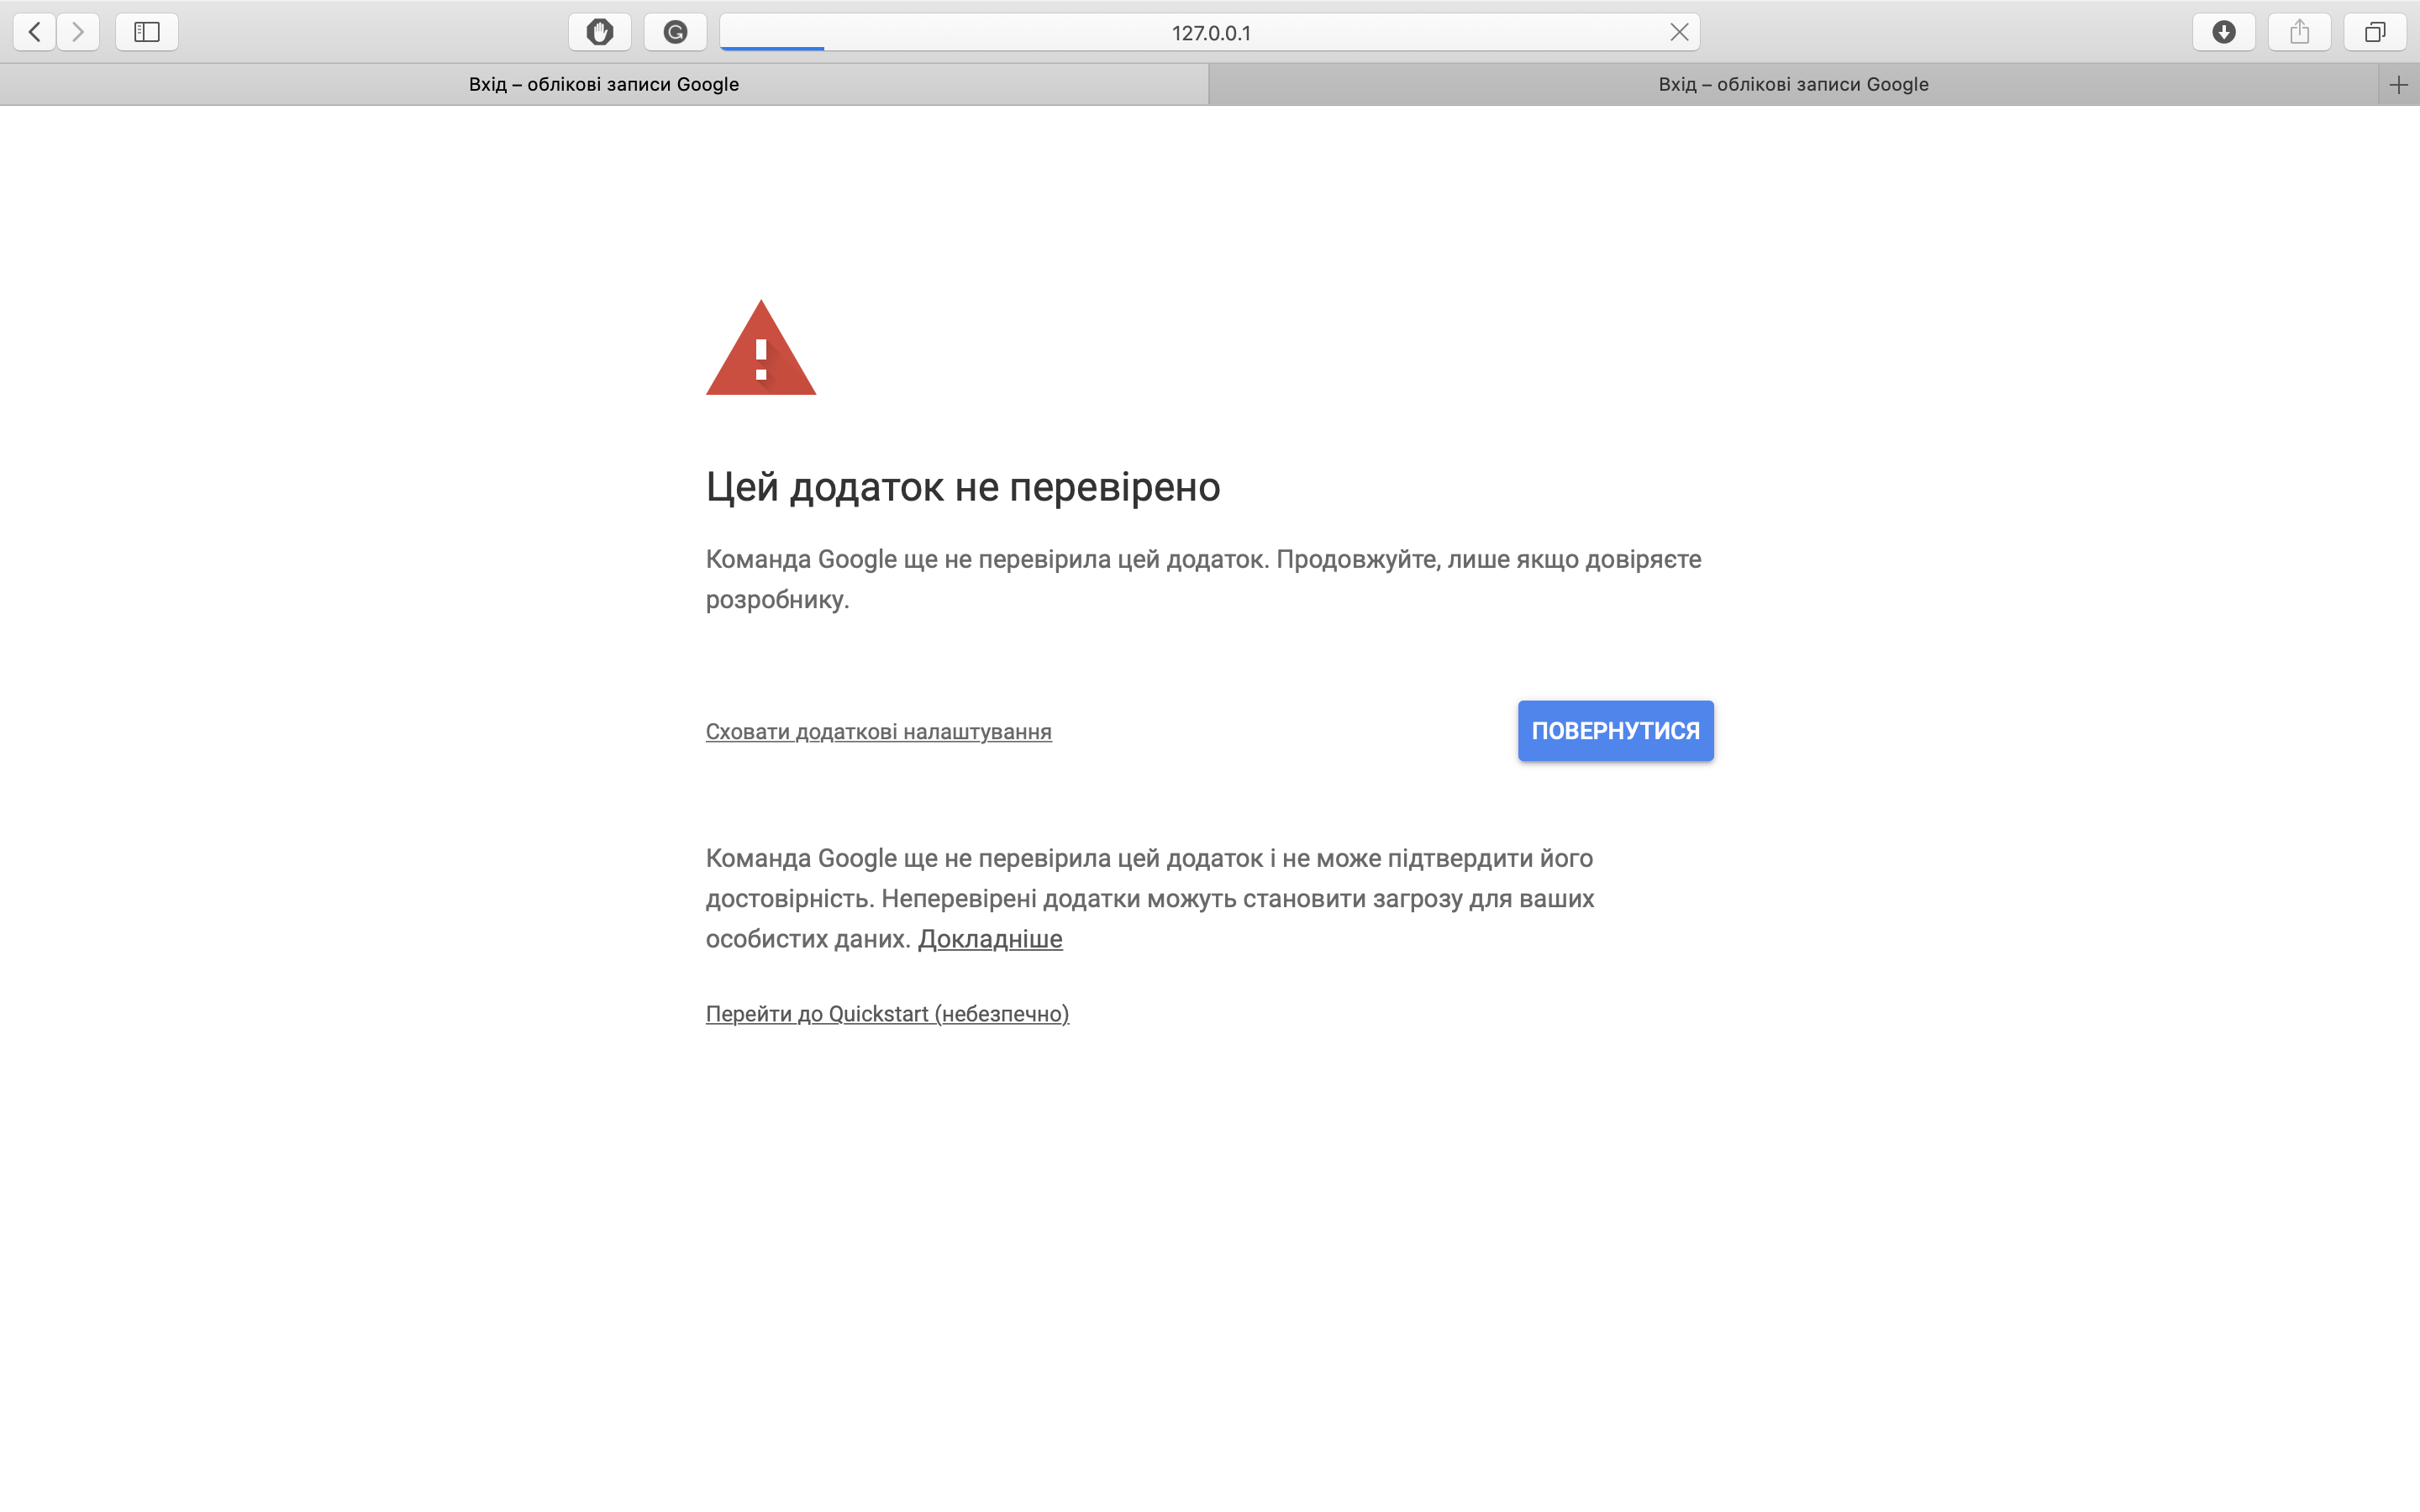 127.0.0.1
Вхід – облікові записи Google
Вхід – облікові записи Google
Цей додаток не перевірено
Команда Google ще не перевірила цей додаток. Продовжуйте, лише якщо довіряєте
розробнику.
Сховати додаткові налаштування
ПОВЕРНУТИСЯ
Команда Google ще не перевірила цей додаток і не може підтвердити його
достовірність. Неперевірені додатки можуть становити загрозу для ваших
особистих даних. Докладніше
Перейти до Quickstart (небезпечно)